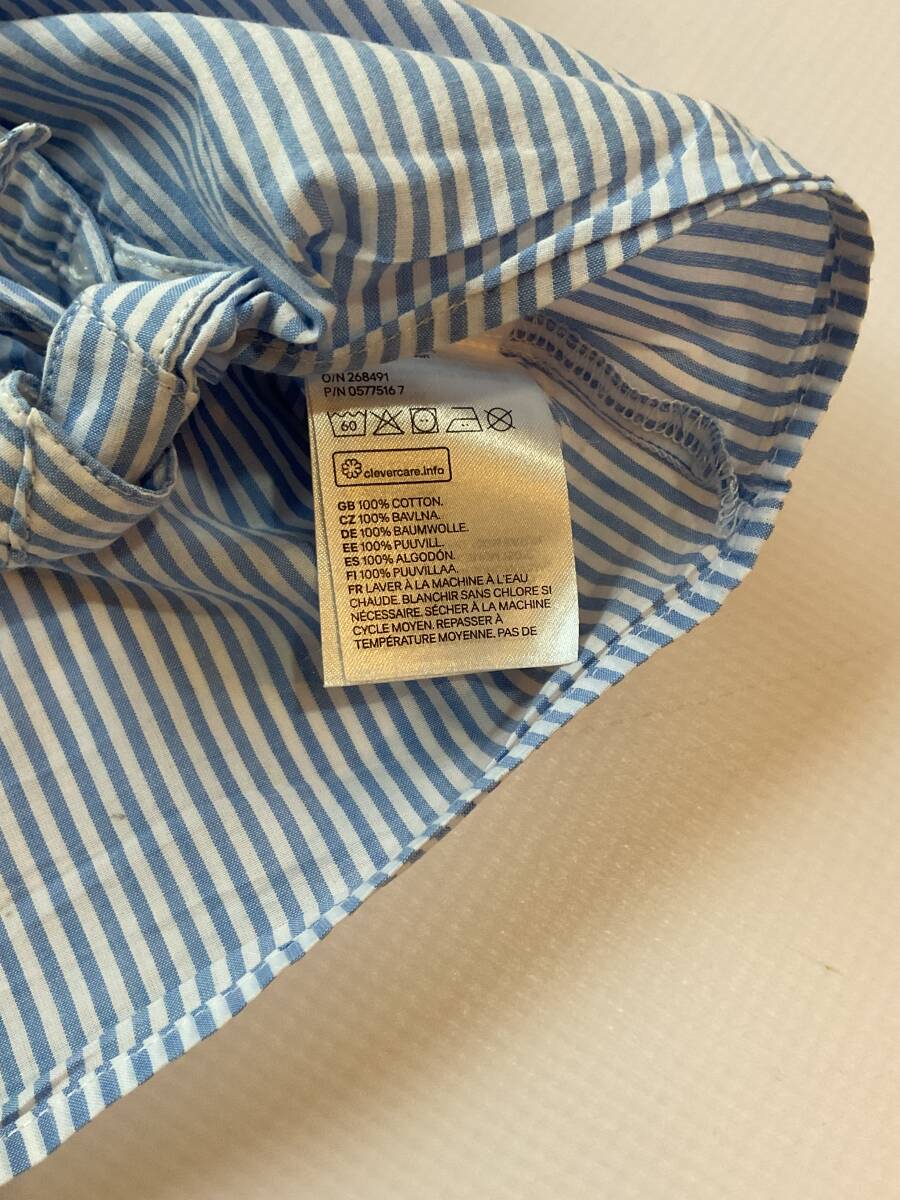 O/N 268491
P/N 0577516 7
60
clevercare.info
GB 100% COTTON.
CZ 100% BAVLNA.
DE 100% BAUMWOLLE.
EE 100% PUUVILL.
ES 100% ALGODÓN.
FI 100% PUUVILLAA.
FR LAVER À LA MACHINE À L'EAU
CHAUDE. BLANCHIR SANS CHLORE SI
NÉCESSAIRE. SÉCHER À LA MACHINE
CYCLE MOYEN. REPASSER À
TEMPÉRATURE MOYENNE. PAS DE